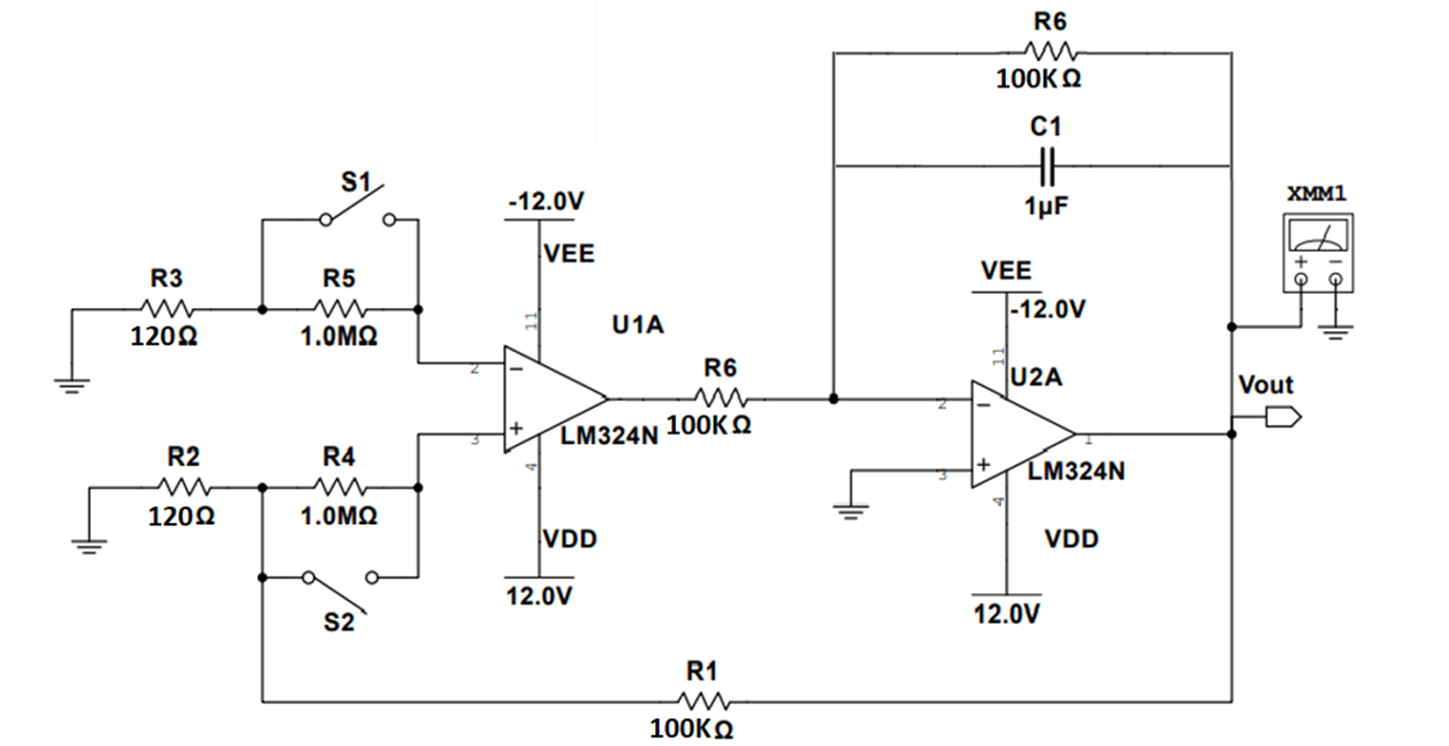 R6
100KΩ
C1
1µF
XMM1
S1
-12.0V
VEE
R3
R5
120Ω
1.0MΩ
11
U1A
2
3
4
LM324N
R6
100KΩ
VEE
-12.0V
11
U2A
2
3
4
1
LM324N
Vout
R2
R4
120Ω
1.0MΩ
S2
VDD
12.0V
VDD
12.0V
R1
100KΩ